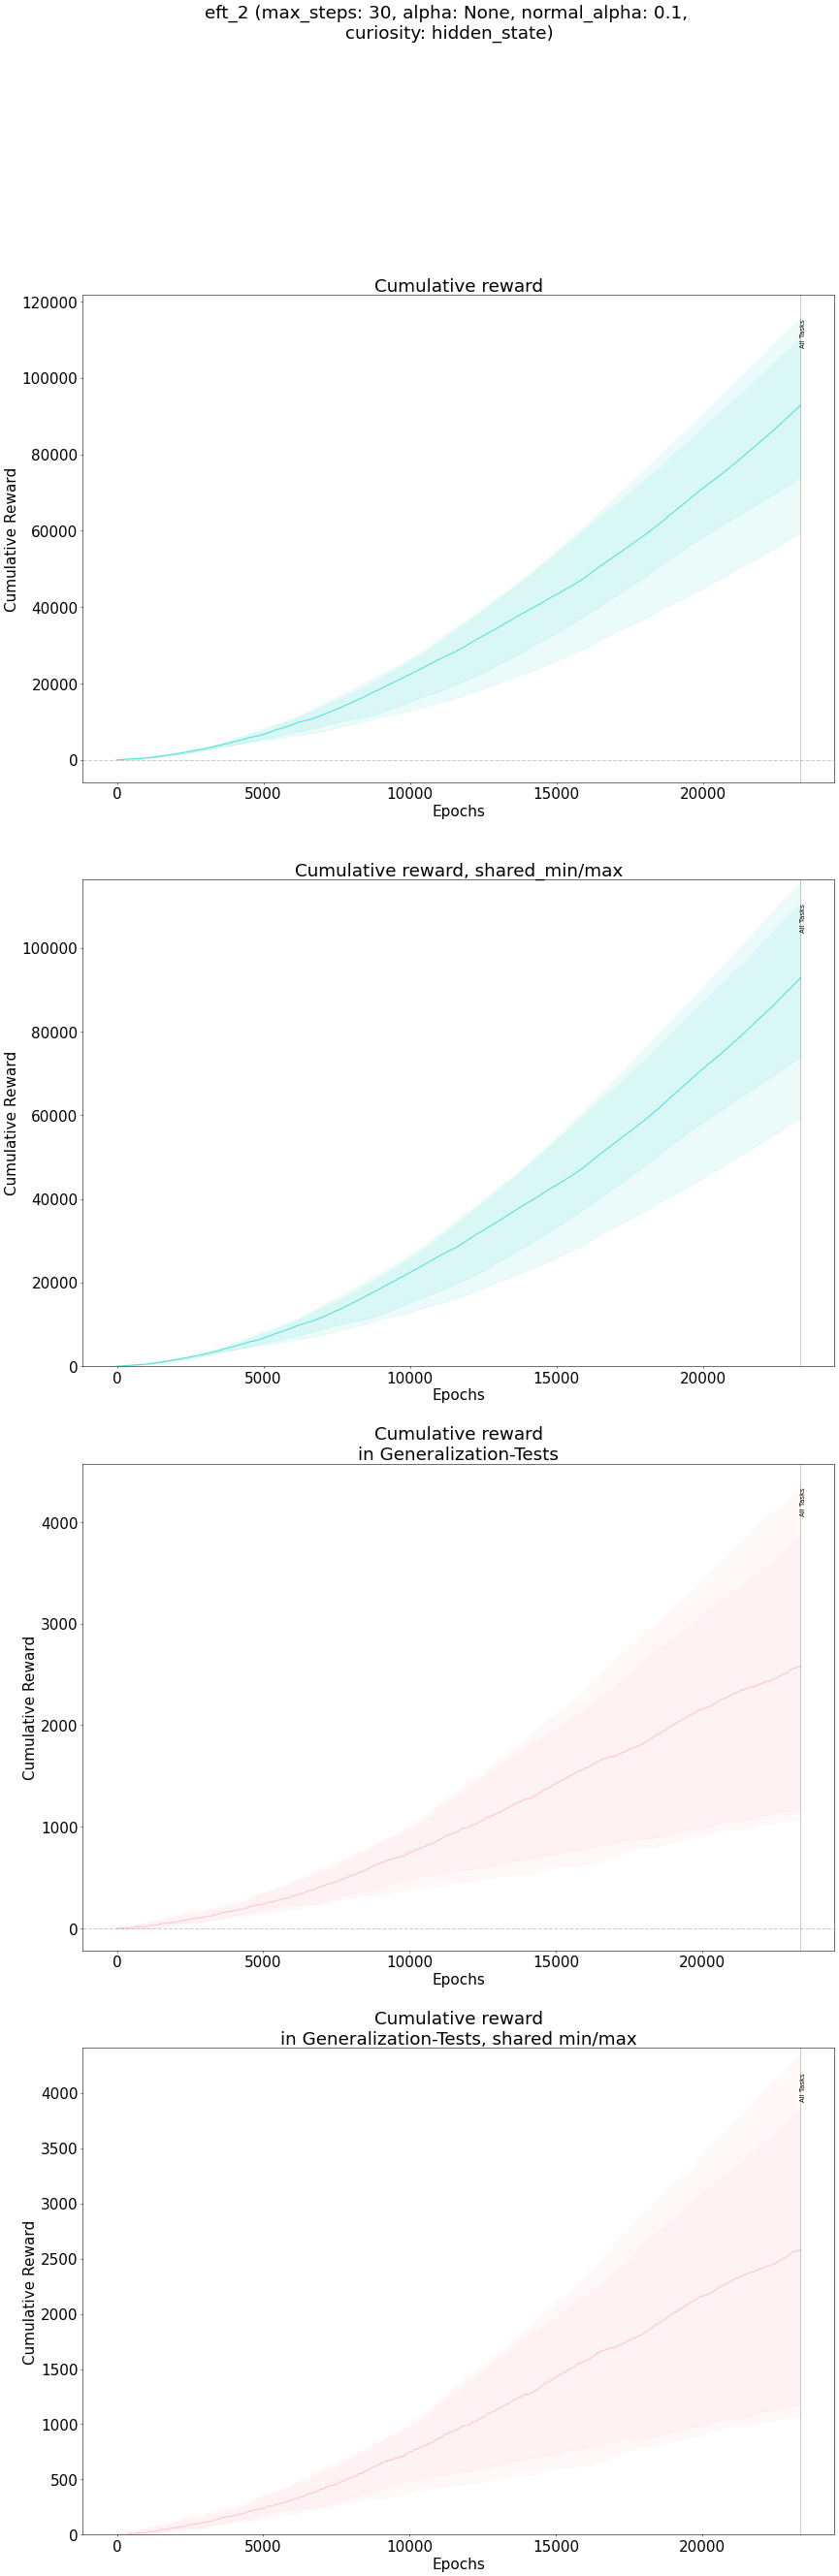 eft_2 (max_steps: 30, alpha: None, normal_alpha: 0.1,
curiosity: hidden_state)
Cumulative reward
120000
100000
80000
60000
40000
20000
0
Cumulative Reward
All Tasks
0 5000 10000 15000 20000
Epochs
Cumulative reward, shared_min/max
100000
80000
60000
40000
20000
0
Cumulative Reward
All Tasks
0 5000 10000 15000 20000
Epochs
Cumulative reward
in Generalization-Tests
4000
3000
2000
1000
0
Cumulative Reward
All Tasks
0 5000 10000 15000 20000
Epochs
Cumulative reward
in Generalization-Tests, shared min/max
4000
3500
3000
2500
2000
1500
1000
500
0
Cumulative Reward
All Tasks
0 5000 10000 15000 20000
Epochs